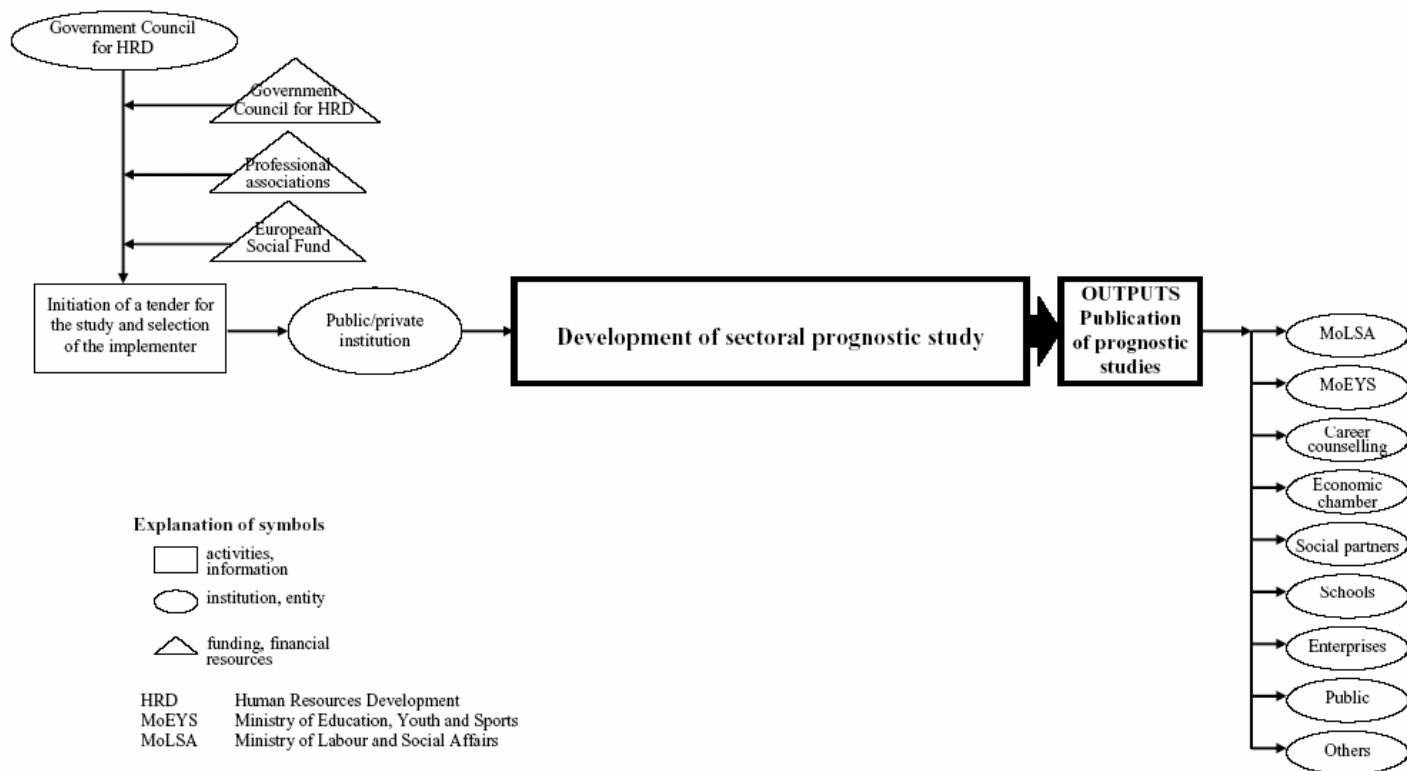 Government Council
for HRD
Government
Council for HRD
Professional
associations
European
Social Fund
Initiation of a tender for
the study and selection
of the implementer
Public/private
institution
Development of sectoral prognostic study
OUTPUTS
Publication
of prognostic
studies
MoLSA
MoEYS
Career
counselling
Economic
chamber
Social partners
Schools
Enterprises
Public
Others
Explanation of symbols
activities,
information
institution, entity
funding, financial
resources
HRD Human Resources Development
MoEYS Ministry of Education, Youth and Sports
MoLSA Ministry of Labour and Social Affairs